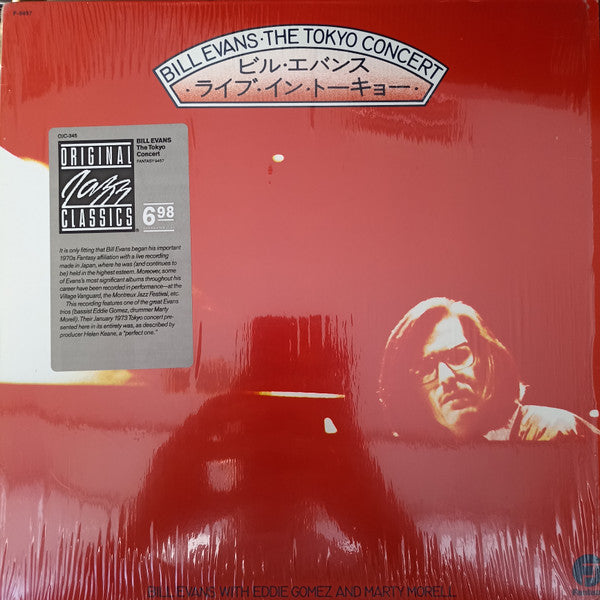 F-9457
BILL EVANS·THE TOKYO CONCERT
ビル・エバンス
・ライブ・イン・トーキョー・
OJC-345
ORIGINAL
Jazz
CLASSICS
BILL EVANS
The Tokyo
Concert
FANTASY 9457
6.98
It is only fitting that Bill Evans began his important
1970s Fantasy affiliation with a live recording
made in Japan, where he was (and continues to
be) held in the highest esteem. Moreover, some
of Evans's most significant albums throughout his
career have been recorded in performance—at the
Village Vanguard, the Montreux Jazz Festival, etc.
This recording features one of the great Evans
trios (bassist Eddie Gomez, drummer Marty
Morell). Their January 1973 Tokyo concert pre-
sented here in its entirety was, as described by
producer Helen Keane, a "perfect one."
BILL EVANS WITH EDDIE GOMEZ AND MARTY MORELL
Fantasy